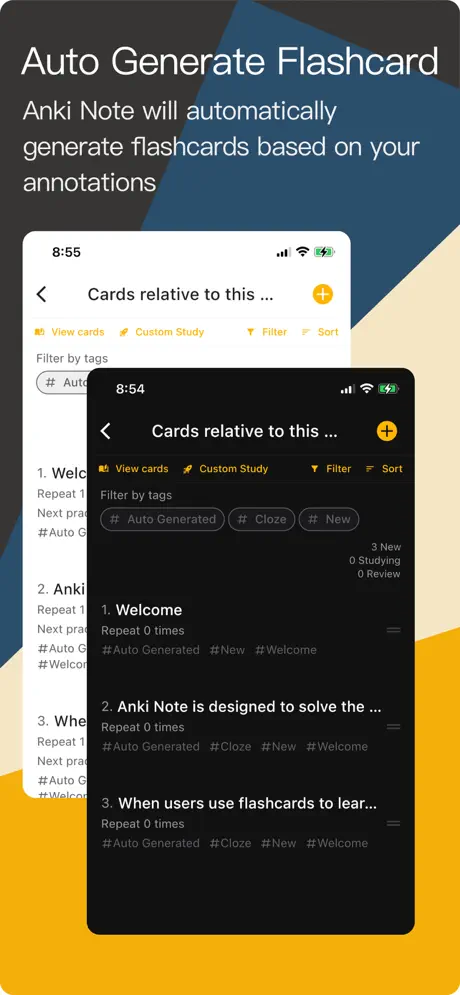 Auto Generate Flashcard
Anki Note will automatically
generate flashcards based on your
annotations
8:55
Cards relative to this ...
View cards Custom Study Filter Sort
Filter by tags
# Auto
1. Welc
Repeat 1
Next prac
#Auto G
2. Anki
Repeat 1
Next prac
#Auto G
#Welcor
3. Whe
Repeat 1
Next prac
#Auto G
#Welcor
8:54
Cards relative to this ...
View cards Custom Study Filter Sort
Filter by tags
# Auto Generated # Cloze # New
3 New
0 Studying
0 Review
1. Welcome
Repeat 0 times
#Auto Generated #New #Welcome
2. Anki Note is designed to solve the ...
Repeat 0 times
#Auto Generated #Cloze #New #Welcome
3. When users use flashcards to lear...
Repeat 0 times
#Auto Generated #Cloze #New #Welcome